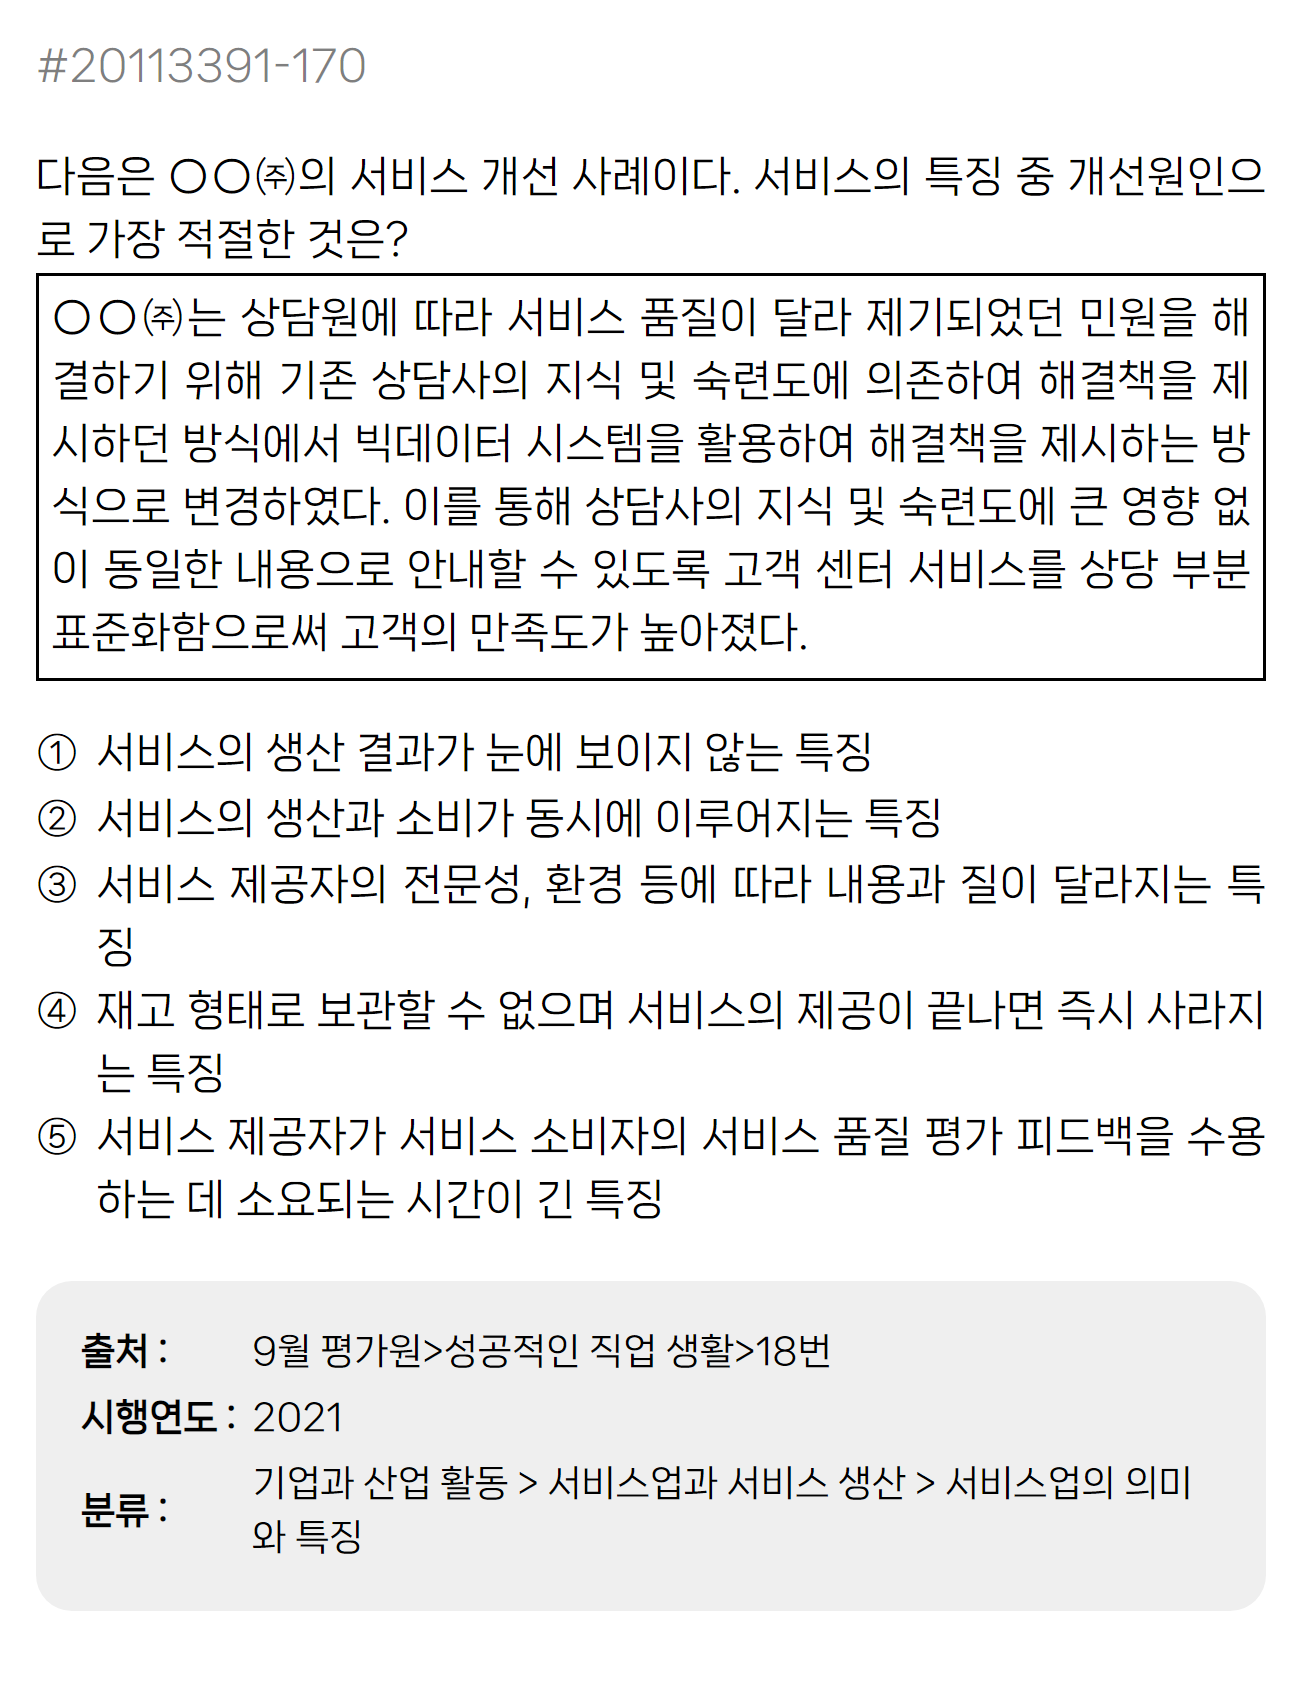 #20113391-170
다음은 ○○㈜의 서비스 개선 사례이다. 서비스의 특징 중 개선원인으
로 가장 적절한 것은?
○○㈜는 상담원에 따라 서비스 품질이 달라 제기되었던 민원을 해
결하기 위해 기존 상담사의 지식 및 숙련도에 의존하여 해결책을 제
시하던 방식에서 빅데이터 시스템을 활용하여 해결책을 제시하는 방
식으로 변경하였다. 이를 통해 상담사의 지식 및 숙련도에 큰 영향 없
이 동일한 내용으로 안내할 수 있도록 고객 센터 서비스를 상당 부분
표준화함으로써 고객의 만족도가 높아졌다.
① 서비스의 생산 결과가 눈에 보이지 않는 특징
② 서비스의 생산과 소비가 동시에 이루어지는 특징
③ 서비스 제공자의 전문성, 환경 등에 따라 내용과 질이 달라지는 특
징
④ 재고 형태로 보관할 수 없으며 서비스의 제공이 끝나면 즉시 사라지
는 특징
⑤ 서비스 제공자가 서비스 소비자의 서비스 품질 평가 피드백을 수용
하는 데 소요되는 시간이 긴 특징
출처 : 9월 평가원>성공적인 직업 생활>18번
시행연도 : 2021
분류 : 기업과 산업 활동 > 서비스업과 서비스 생산 > 서비스업의 의미
와 특징